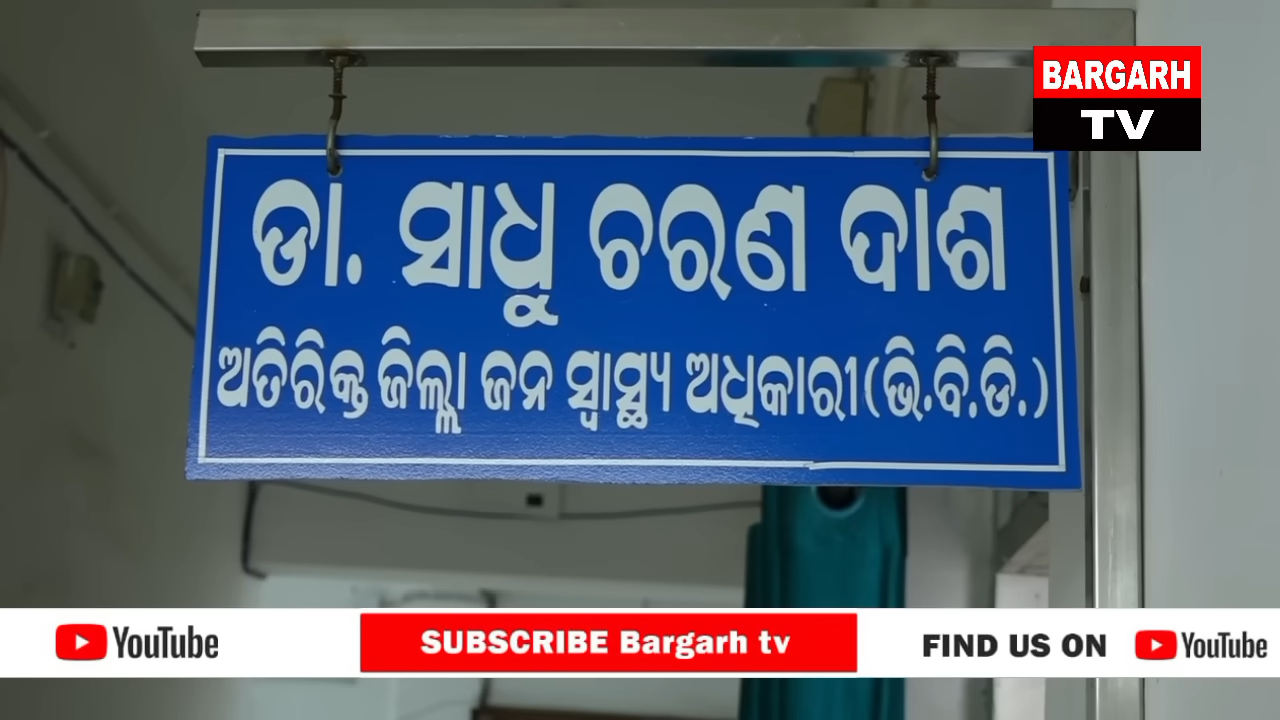 BARGARH
TV
ଡା. ସାଧୁ ଚରଣ ଦାଶ
ଅତିରିକ୍ତ ଜିଲ୍ଲା ଜନ ସ୍ୱାସ୍ଥ୍ୟ ଅଧିକାରୀ(ଭି.ବି.ଡି.)
YouTube SUBSCRIBE Bargarh tv FIND US ON YouTube